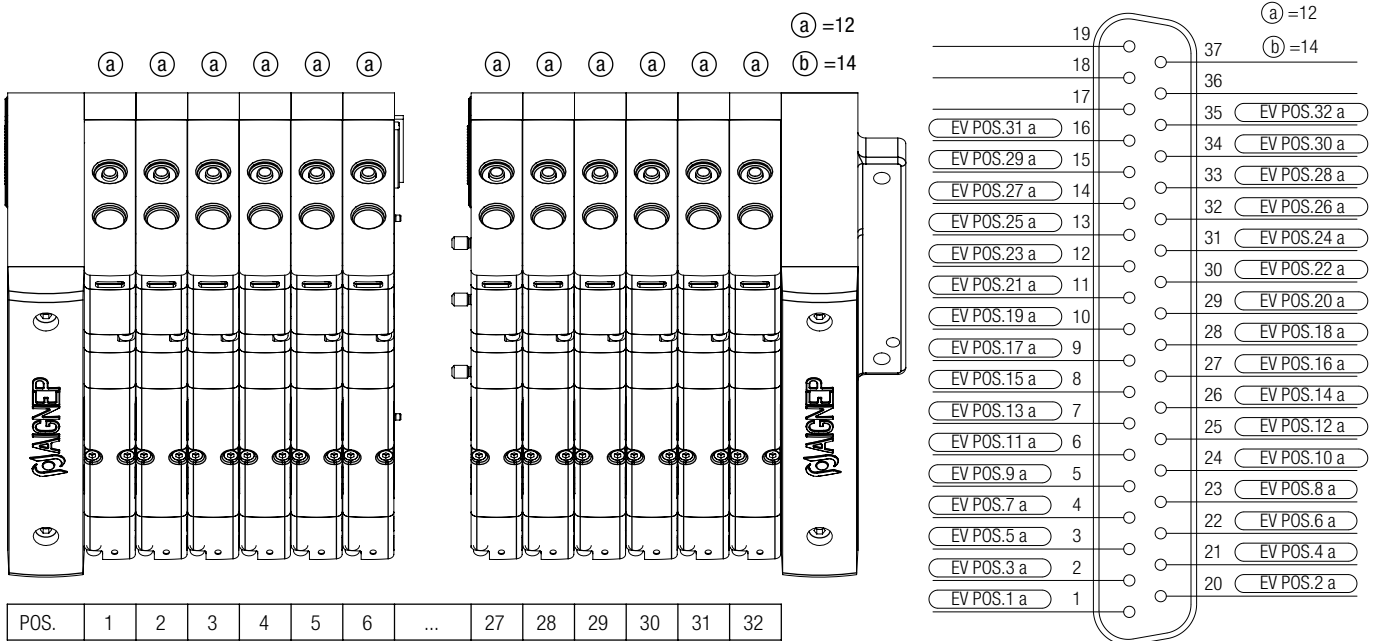 ⓐ =12
ⓐ ⓐ ⓐ ⓐ ⓐ ⓐ ⓐ ⓐ ⓐ ⓐ ⓐ ⓐ ⓑ =14
AIGNEP
AIGNEP
POS. 1 2 3 4 5 6 ... 27 28 29 30 31 32
ⓐ =12
ⓑ =14
19
37
18
36
17
35 EV POS.32 a
EV POS.31 a 16
34 EV POS.30 a
EV POS.29 a 15
33 EV POS.28 a
EV POS.27 a 14
32 EV POS.26 a
EV POS.25 a 13
31 EV POS.24 a
EV POS.23 a 12
30 EV POS.22 a
EV POS.21 a 11
29 EV POS.20 a
EV POS.19 a 10
28 EV POS.18 a
EV POS.17 a 9
27 EV POS.16 a
EV POS.15 a 8
26 EV POS.14 a
EV POS.13 a 7
25 EV POS.12 a
EV POS.11 a 6
24 EV POS.10 a
EV POS.9 a 5
23 EV POS.8 a
EV POS.7 a 4
22 EV POS.6 a
EV POS.5 a 3
21 EV POS.4 a
EV POS.3 a 2
20 EV POS.2 a
EV POS.1 a 1